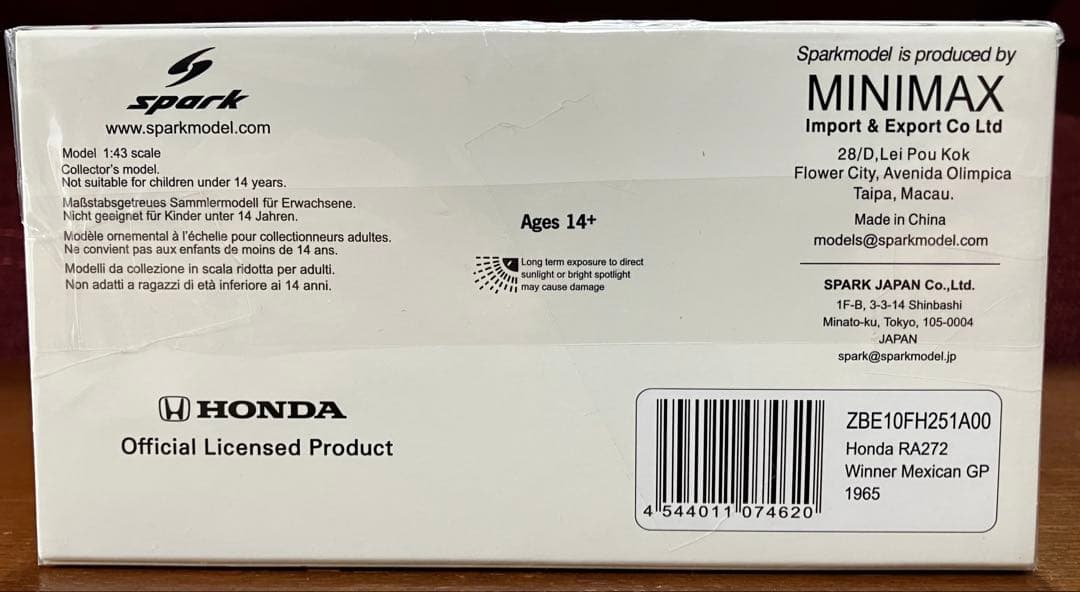 spark
www.sparkmodel.com
Model 1:43 scale
Collector's model.
Not suitable for children under 14 years.
Maßstabsgetreues Sammlermodell für Erwachsene.
Nicht geeignet für Kinder unter 14 Jahren.
Modèle ornemental à l'échelle pour collectionneurs adultes.
Ne convient pas aux enfants de moins de 14 ans.
Modelli da collezione in scala ridotta per adulti.
Non adatti a ragazzi di età inferiore ai 14 anni.
HONDA
Official Licensed Product
Ages 14+
Long term exposure to direct
sunlight or bright spotlight
may cause damage
Sparkmodel is produced by
MINIMAX
Import & Export Co Ltd
28/D,Lei Pou Kok
Flower City, Avenida Olimpica
Taipa, Macau.
Made in China
models@sparkmodel.com
SPARK JAPAN Co.,Ltd.
1F-B, 3-3-14 Shinbashi
Minato-ku, Tokyo, 105-0004
JAPAN
spark@sparkmodel.jp
4 544011 074620
ZBE10FH251A00
Honda RA272
Winner Mexican GP
1965